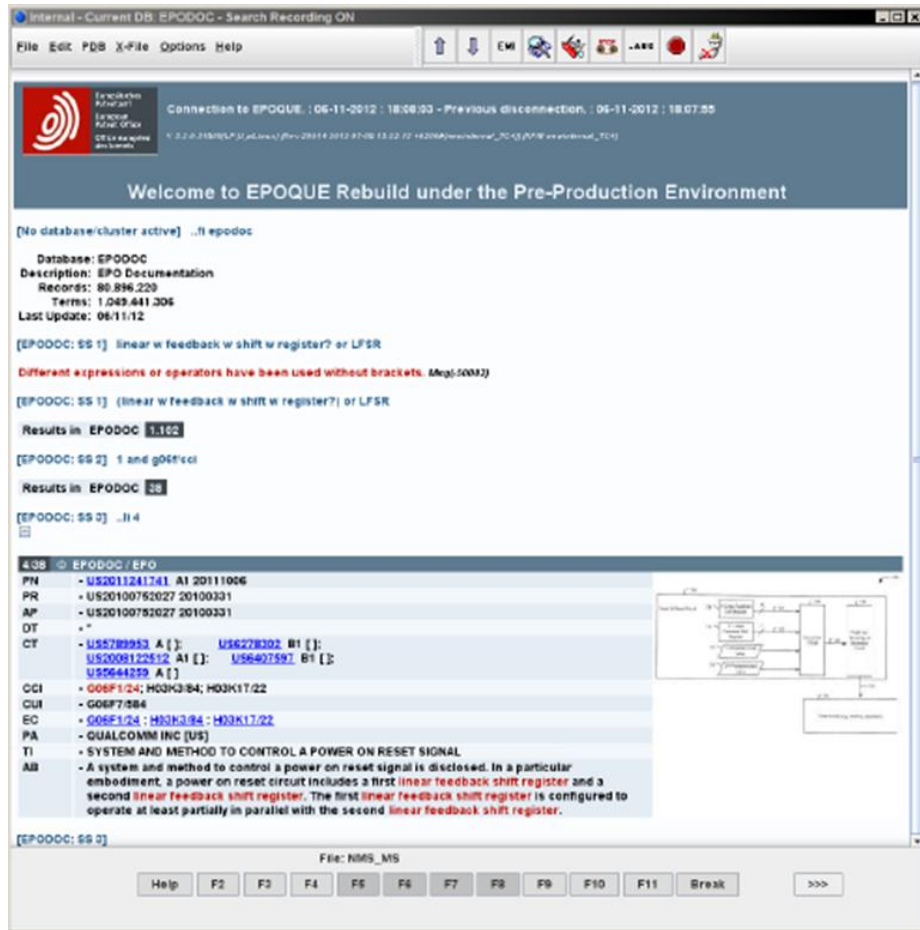 Internal - Current DB: EPODOC - Search Recording ON
File Edit PDB X-File Options Help
EMI .ABS
Europäisches
Patentamt
European
Patent Office
Office européen
des brevets
Connection to EPOQUE. : 06-11-2012 : 18:08:03 - Previous disconnection. : 06-11-2012 : 18:07:55
Welcome to EPOQUE Rebuild under the Pre-Production Environment
[No database/cluster active] ..fi epodoc
Database: EPODOC
Description: EPO Documentation
Records: 80.896.220
Terms: 1.049.441.306
Last Update: 06/11/12
[EPODOC: SS 1] linear w feedback w shift w register? or LFSR
Different expressions or operators have been used without brackets.
[EPODOC: SS 1] (linear w feedback w shift w register?) or LFSR
Results in EPODOC 1.102
[EPODOC: SS 2] 1 and g06f/cci
Results in EPODOC 38
[EPODOC: SS 3] ..li 4
4/38 EPODOC / EPO
PN - US2011241741 A1 20111006
PR - US20100752027 20100331
AP - US20100752027 20100331
DT - *
CT - US5789953 A [ ]; US6278302 B1 [ ];
US2008122512 A1 [ ]; US6407597 B1 [ ];
US5644259 A [ ]
CCI - G06F1/24; H03K3/84; H03K17/22
CUI - G06F7/584
EC - G06F1/24 ; H03K3/84 ; H03K17/22
PA - QUALCOMM INC [US]
TI - SYSTEM AND METHOD TO CONTROL A POWER ON RESET SIGNAL
AB - A system and method to control a power on reset signal is disclosed. In a particular
embodiment, a power on reset circuit includes a first linear feedback shift register and a
second linear feedback shift register. The first linear feedback shift register is configured to
operate at least partially in parallel with the second linear feedback shift register.
[EPODOC: SS 3]
File: NMS_MS
Help F2 F3 F4 F5 F6 F7 F8 F9 F10 F11 Break >>>